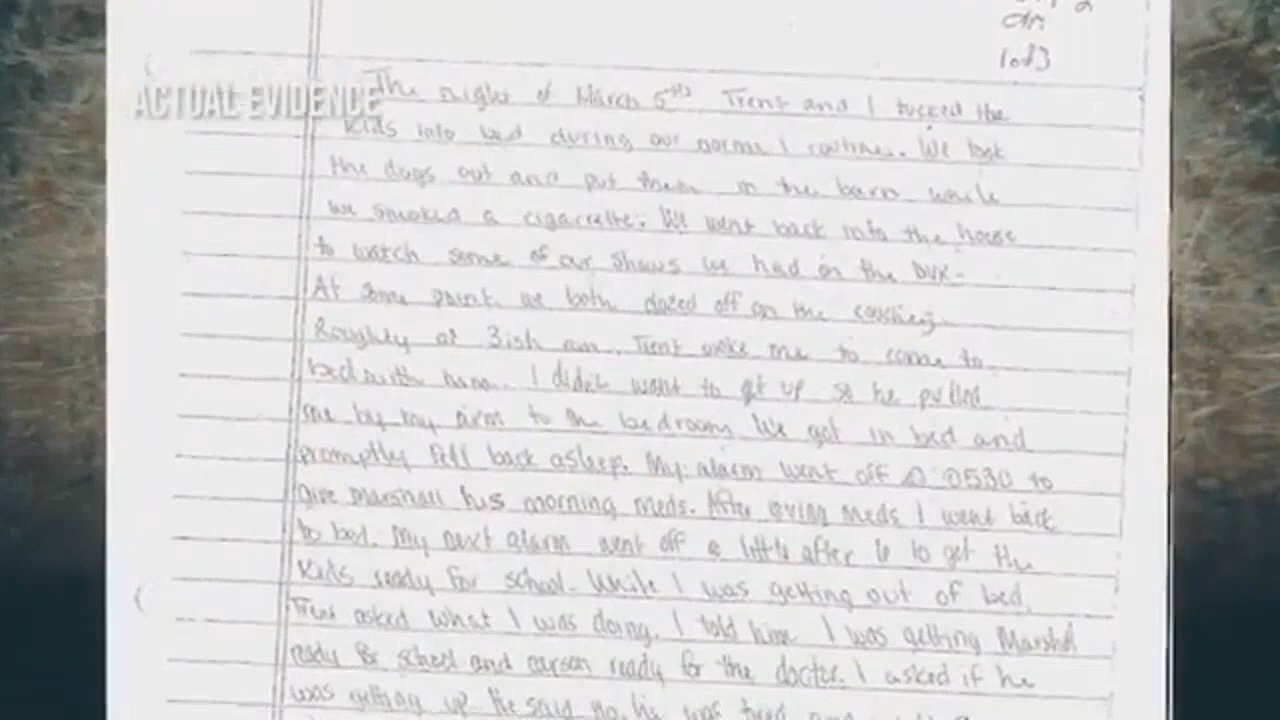 dn
1 of 3
ACTUAL EVIDENCE
The night of March 5th Trent and I tucked the
kids into bed during our normal routine. We took
the dogs out and put them in the barn while
we smoked a cigarette. We went back into the house
to watch some of our shows we had on the DVR.
At some point we both dozed off on the
Roughly at 3ish am. Trent woke me to come to
bed with him. I didn't want to get up so he pulled
me by my arm to the bedroom. We got in bed and
promptly fell back asleep. My alarm went off @ 0530 to
give Marshall his morning meds. After giving meds I went back
to bed. My next alarm went off a little after 6 to get the
kids ready for school. While I was getting out of bed,
Trent asked what I was doing. I told him I was getting Marshal
ready for school and carson ready for the doctor. I asked if he
was getting up He said no, he was tired